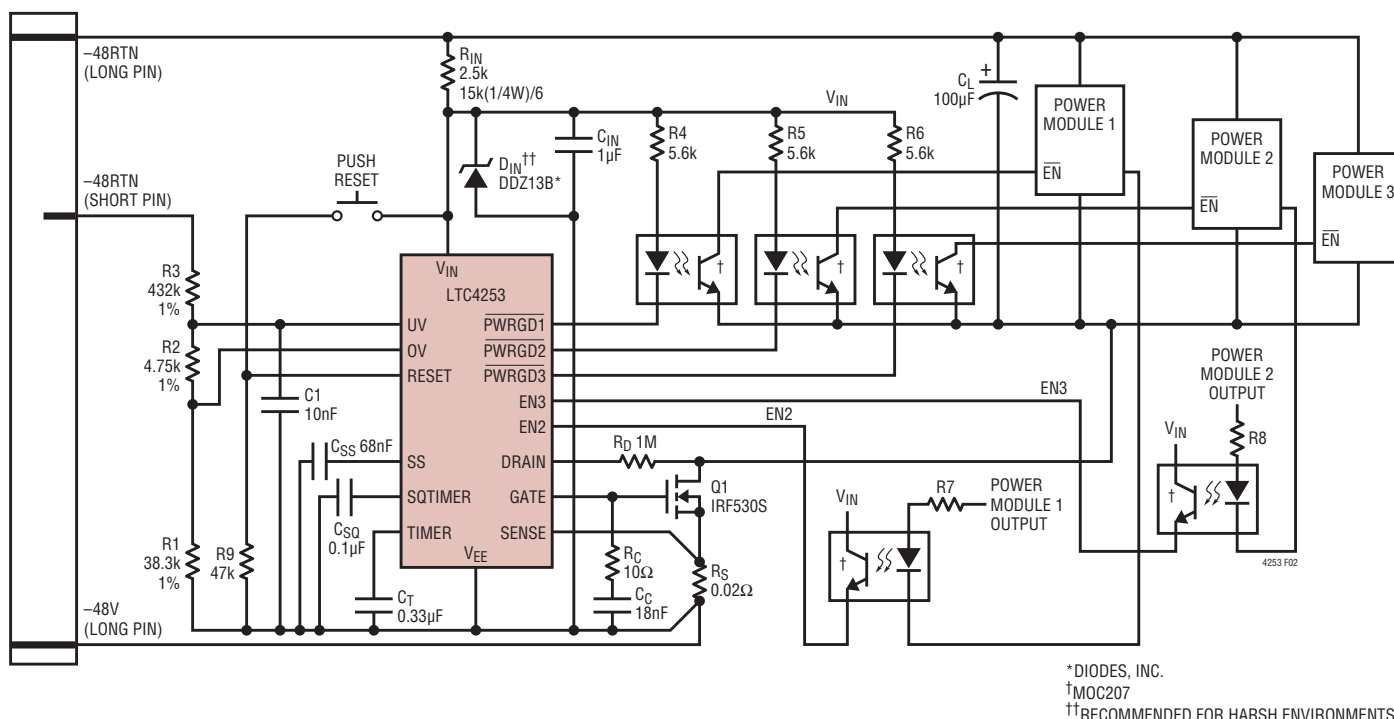 –48RTN
(LONG PIN)
RIN
2.5k
15k(1/4W)/6
CL
100µF
+
POWER
MODULE 1
EN
POWER
MODULE 2
EN
POWER
MODULE 3
EN
VIN
R4
5.6k
R5
5.6k
R6
5.6k
CIN
1µF
DIN††
DDZ13B*
PUSH
RESET
–48RTN
(SHORT PIN)
†
†
†
R3
432k
1%
R2
4.75k
1%
R1
38.3k
1%
R9
47k
C1
10nF
CSS 68nF
CSQ
0.1µF
CT
0.33µF
VIN
LTC4253
UV
OV
RESET
SS
SQTIMER
TIMER
VEE
PWRGD1
PWRGD2
PWRGD3
EN3
EN2
DRAIN
GATE
SENSE
EN3
EN2
RD 1M
Q1
IRF530S
RC
10Ω
CC
18nF
RS
0.02Ω
VIN
†
R7
POWER
MODULE 1
OUTPUT
POWER
MODULE 2
OUTPUT
VIN
R8
†
4253 F02
–48V
(LONG PIN)
*DIODES, INC.
†MOC207
††RECOMMENDED FOR HARSH ENVIRONMENTS